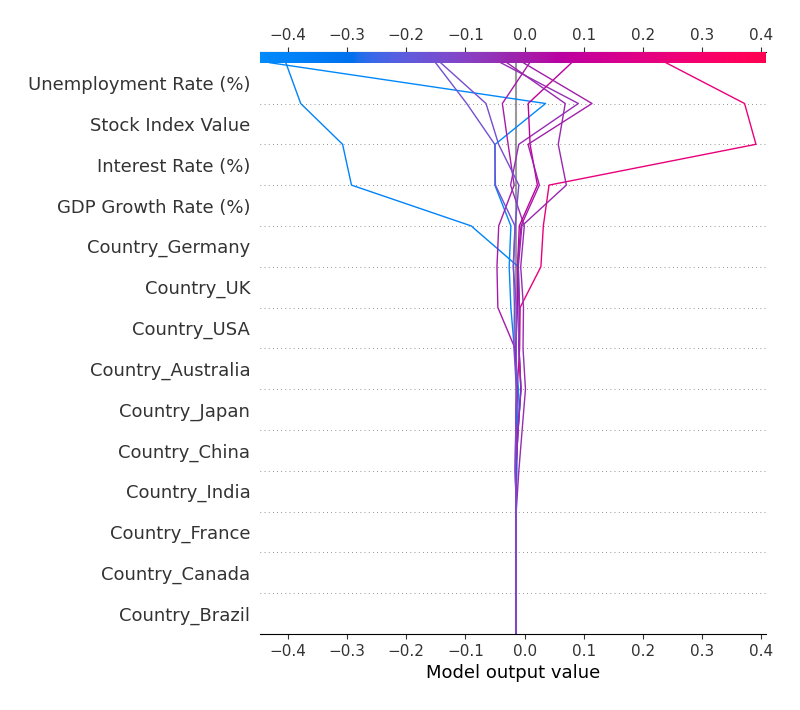 −0.4 −0.3 −0.2 −0.1 0.0 0.1 0.2 0.3 0.4
Unemployment Rate (%)
Stock Index Value
Interest Rate (%)
GDP Growth Rate (%)
Country_Germany
Country_UK
Country_USA
Country_Australia
Country_Japan
Country_China
Country_India
Country_France
Country_Canada
Country_Brazil
−0.4 −0.3 −0.2 −0.1 0.0 0.1 0.2 0.3 0.4
Model output value